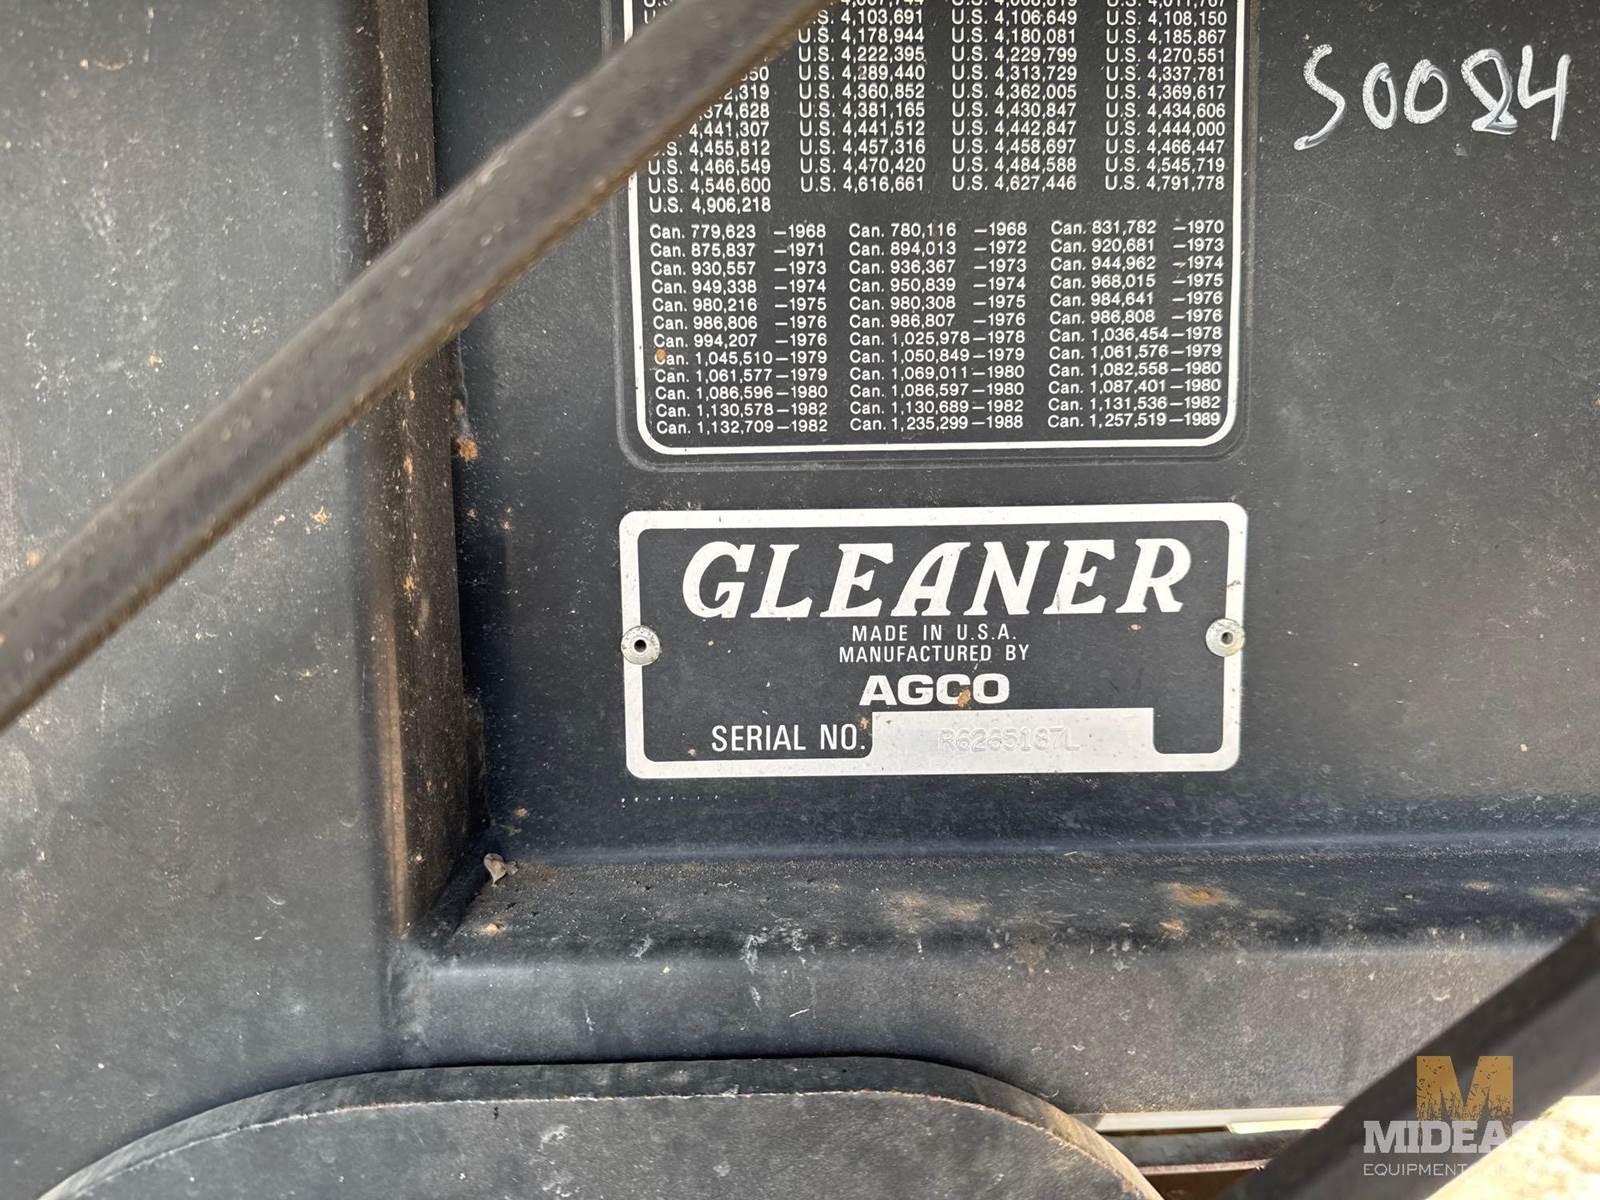 U.S. 4,103,691 U.S. 4,106,649 U.S. 4,108,150
U.S. 4,178,944 U.S. 4,180,081 U.S. 4,185,867
U.S. 4,222,395 U.S. 4,229,799 U.S. 4,270,551
U.S. 4,289,440 U.S. 4,313,729 U.S. 4,337,781
U.S. 4,360,852 U.S. 4,362,005 U.S. 4,369,617
U.S. 4,381,165 U.S. 4,430,847 U.S. 4,434,606
4,441,307 U.S. 4,441,512 U.S. 4,442,847 U.S. 4,444,000
U.S. 4,455,812 U.S. 4,457,316 U.S. 4,458,697 U.S. 4,466,447
U.S. 4,466,549 U.S. 4,470,420 U.S. 4,484,588 U.S. 4,545,719
U.S. 4,546,600 U.S. 4,616,661 U.S. 4,627,446 U.S. 4,791,778
U.S. 4,906,218
Can. 779,623 –1968 Can. 780,116 –1968 Can. 831,782 –1970
Can. 875,837 –1971 Can. 894,013 –1972 Can. 920,681 –1973
Can. 930,557 –1973 Can. 936,367 –1973 Can. 944,962 –1974
Can. 949,338 –1974 Can. 950,839 –1974 Can. 968,015 –1975
Can. 980,216 –1975 Can. 980,308 –1975 Can. 984,641 –1976
Can. 986,806 –1976 Can. 986,807 –1976 Can. 986,808 –1976
Can. 994,207 –1976 Can. 1,025,978–1978 Can. 1,036,454–1978
Can. 1,045,510–1979 Can. 1,050,849–1979 Can. 1,061,576–1979
Can. 1,061,577–1979 Can. 1,069,011–1980 Can. 1,082,558–1980
Can. 1,086,596–1980 Can. 1,086,597–1980 Can. 1,087,401–1980
Can. 1,130,578–1982 Can. 1,130,689–1982 Can. 1,131,536–1982
Can. 1,132,709–1982 Can. 1,235,299–1988 Can. 1,257,519–1989
S0084
GLEANER
MADE IN U.S.A.
MANUFACTURED BY
AGCO
SERIAL NO. R6265187L
M
EQUIPMENT